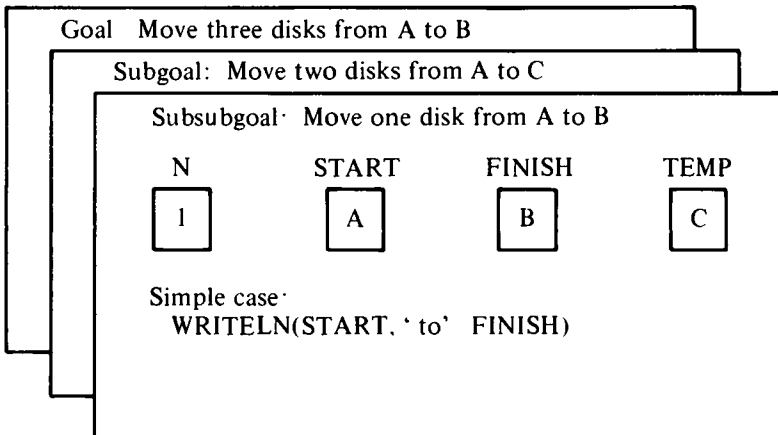 Goal Move three disks from A to B
Subgoal: Move two disks from A to C
Subsubgoal· Move one disk from A to B
N START FINISH TEMP
1 A B C
Simple case·
WRITELN(START, ‘ to’ FINISH)